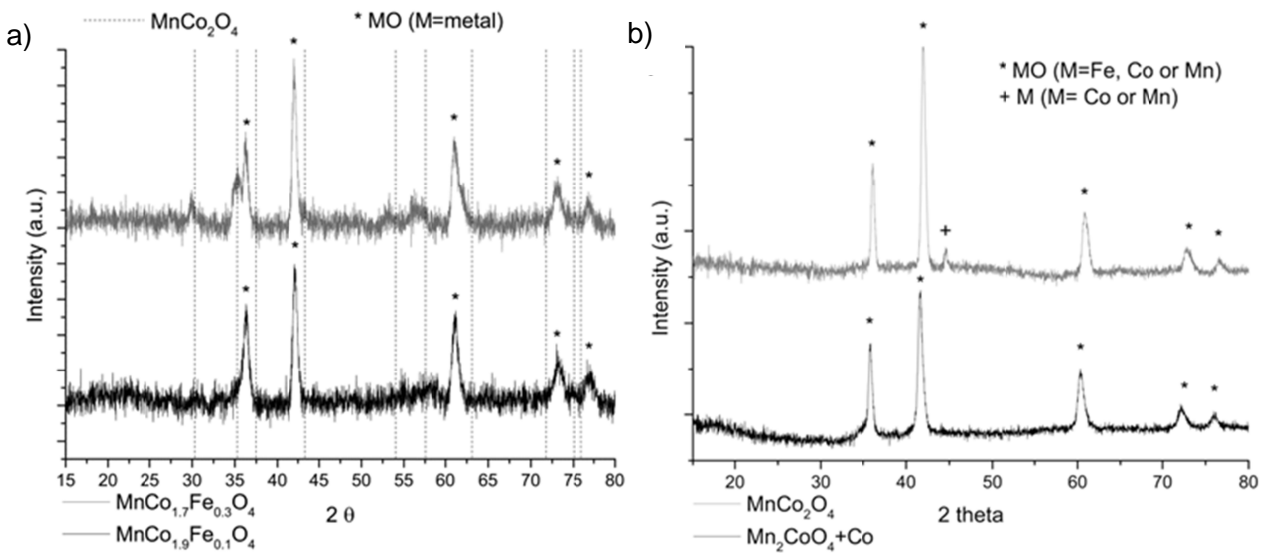 a)
MnCo₂O₄
* MO (M=metal)
*
*
*
*
*
*
*
*
*
*
Intensity (a.u.)
15 20 25 30 35 40 45 50 55 60 65 70 75 80
2 θ
MnCo₁.₇Fe₀.₃O₄
MnCo₁.₉Fe₀.₁O₄
b)
* MO (M=Fe, Co or Mn)
+ M (M= Co or Mn)
*
*
+
*
*
*
*
*
*
*
*
Intensity (a.u.)
20 30 40 50 60 70 80
2 theta
MnCo₂O₄
Mn₂CoO₄+Co